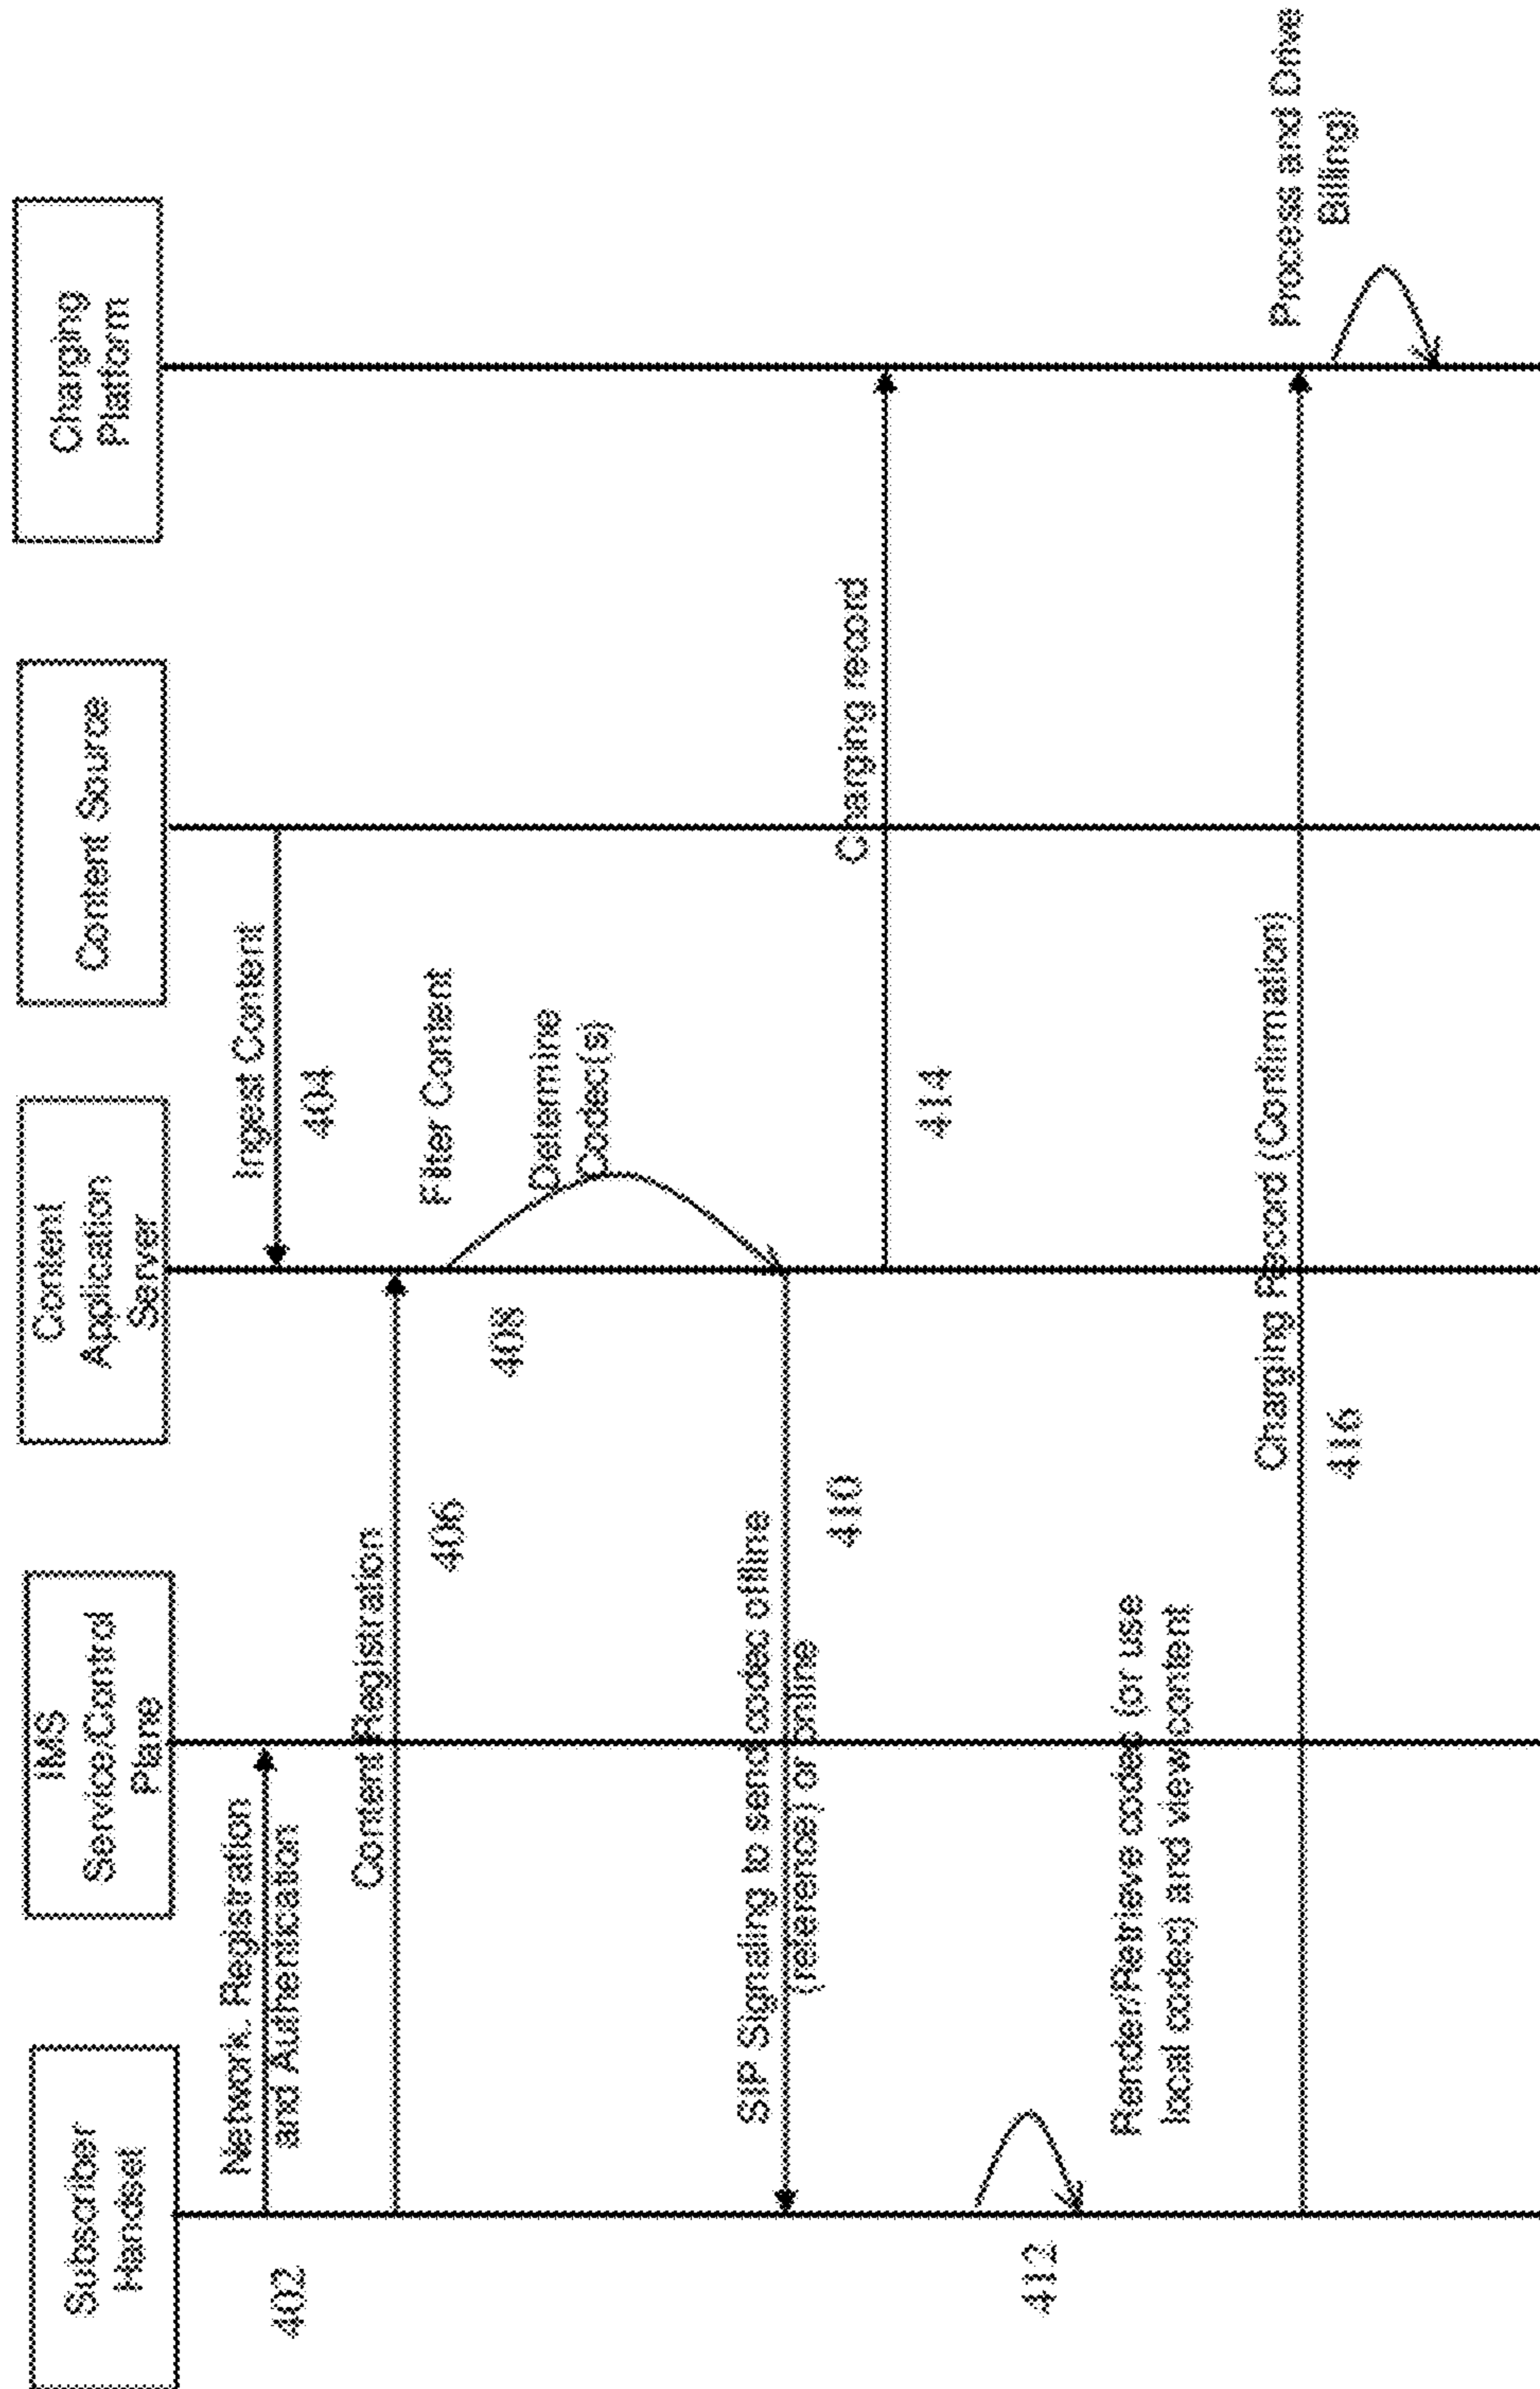 Subscriber
Handset
IMS
Service/Control
Plane
Content
Application
Server
Content Source
Charging
Platform
Network. Registration
and Authentication
402
Ingest Content
404
Content Registration
406
Filter Content
Determine
Codec(s)
408
SIP Signaling to send codec offline
(reference) or online
410
Charging record
414
412
Render/Retrieve codec (or use
local codec) and view content
Charging Record (Confirmation)
416
Process and Drive
Billing)